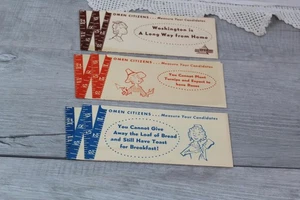 WOMEN CITIZENS... Measure Your Candidates
Washington is
A Long Way from Home
WOMEN CITIZENS... Measure Your Candidates
You Cannot Plant
Turnips and Expect to
have Roses
WOMEN CITIZENS... Measure Your Candidates
You Cannot Give
Away the Loaf of Bread
and Still Have Toast
for Breakfast!